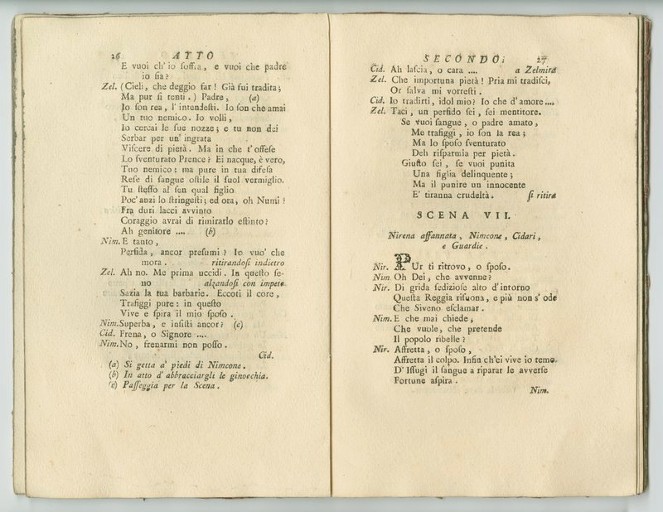 26 ATTO
E vuoi ch'io soffra, e vuoi che padre
io sia?
Zel. (Cieli, che deggio far! Già fui tradita;
Ma pur si tenti.) Padre, (a)
Io son rea, l'intendesti. Io son che amai
Un tuo nemico. Io volli,
Io cercai le sue nozze; e tu non dei
Serbar per un' ingrata
Viscere di pietà. Ma in che t'offese
Lo sventurato Prence? Ei nacque, è vero,
Tuo nemico: ma pure in tua difesa
Rese di sangue ostile il suol vermiglio.
Tu stesso al sen qual figlio
Poc'anzi lo stringesti; ed ora, oh Numi!
Fra duri lacci avvinto
Coraggio avrai di rimirarlo estinto?
Ah genitore .... (b)
Nim. E tanto,
Perfida, ancor presumi? Io vuo' che
mora. ritirandosi indietro
Zel. Ah no. Me prima uccidi. In questo se-
no alzandosi con impeto
Sazia la tua barbarie. Eccoti il core,
Trafiggi pure: in questo
Vive e spira il mio sposo.
Nim. Superba, e insisti ancor? (c)
Cid. Frena, o Signore ....
Nim. No, frenarmi non posso.
Cid.
(a) Si getta a' piedi di Nimcone.
(b) In atto d'abbracciargli le ginocchia.
(c) Passeggia per la Scena.
SECONDO. 27
Cid. Ah lascia, o cara .... a Zelmira
Zel. Che importuna pietà! Pria mi tradisci,
Or salva mi vorresti.
Cid. Io tradirti, idol mio? Io che d'amore....
Zel. Taci, un perfido sei, sei mentitore.
Se vuoi sangue, o padre amato,
Me trafiggi, io son la rea;
Ma lo sposo sventurato
Deh risparmia per pietà.
Giusto sei, se vuoi punita
Una figlia delinquente;
Ma il punire un innocente
E' tiranna crudeltà. si ritira
SCENA VII.
Nirena affannata, Nimcone, Cidari,
e Guardie.
Nir. PUr ti ritrovo, o sposo.
Nim. Oh Dei, che avvenne?
Nir. Di grida sediziose alto d'intorno
Questa Reggia risuona, e più non s'ode
Che Siveno esclamar.
Nim. E che mai chiede,
Che vuole, che pretende
Il popolo ribelle?
Nir. Affretta, o sposo,
Affretta il colpo. Infin ch'ei vive io temo.
D'Issugi il sangue a riparar le avverse
Fortune aspira.
Nim.